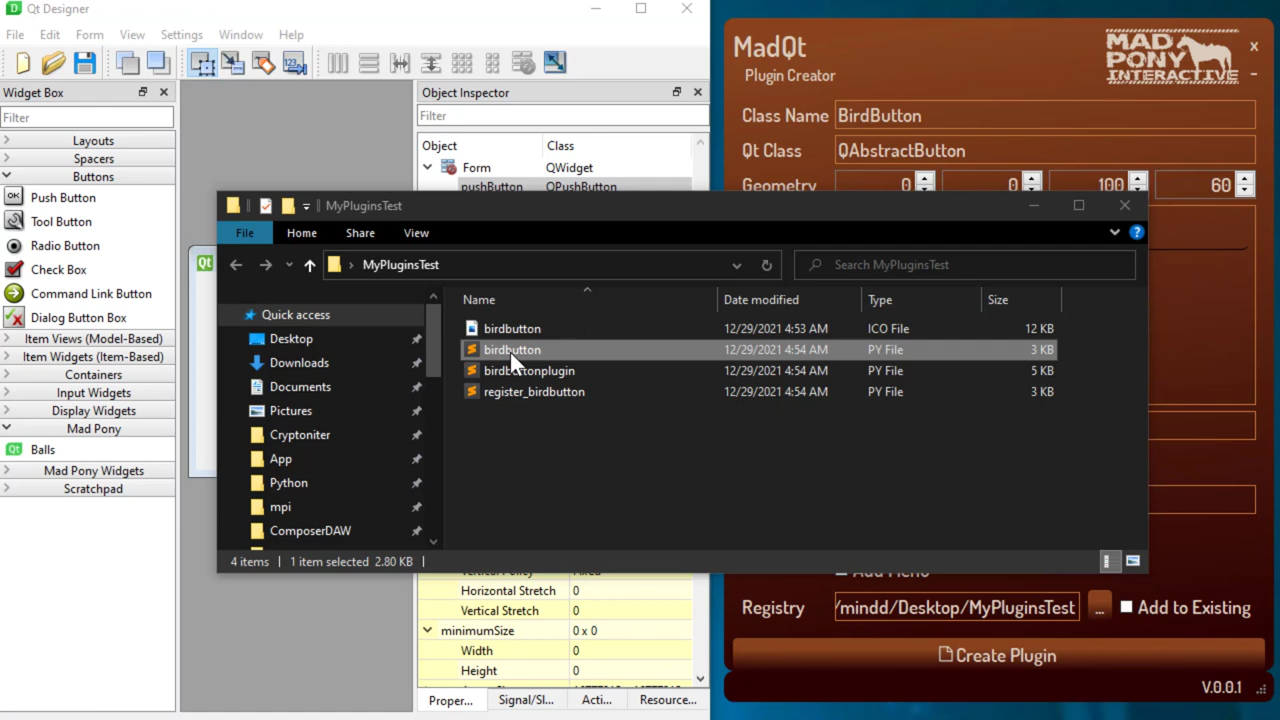 Qt Designer
File Edit Form View Settings Window Help
Widget Box
Filter
Layouts
Spacers
Buttons
OK Push Button
Tool Button
Radio Button
Check Box
Command Link Button
Dialog Button Box
Item Views (Model-Based)
Item Widgets (Item-Based)
Containers
Input Widgets
Display Widgets
Mad Pony
Qt Balls
Mad Pony Widgets
Scratchpad
Qt
Object Inspector
Filter
Object Class
Form QWidget
pushButton QPushButton
MyPluginsTest
File Home Share View
MyPluginsTest
Search MyPluginsTest
Name Date modified Type Size
Quick access
Desktop
Downloads
Documents
Pictures
Cryptoniter
App
Python
mpi
ComposerDAW
birdbutton 12/29/2021 4:53 AM ICO File 12 KB
birdbutton 12/29/2021 4:54 AM PY File 3 KB
birdbuttonplugin 12/29/2021 4:54 AM PY File 5 KB
register_birdbutton 12/29/2021 4:54 AM PY File 3 KB
4 items 1 item selected 2.80 KB
Horizontal Stretch 0
Vertical Stretch 0
minimumSize 0 x 0
Width 0
Height 0
Proper... Signal/Sl... Acti... Resource...
MadQt
Plugin Creator
MAD
PONY
INTERACTIVE
x
-
Class Name BirdButton
Qt Class QAbstractButton
Geometry 0 0 100 60
Add Menu
Registry /mindd/Desktop/MyPluginsTest ... Add to Existing
Create Plugin
V.0.0.1